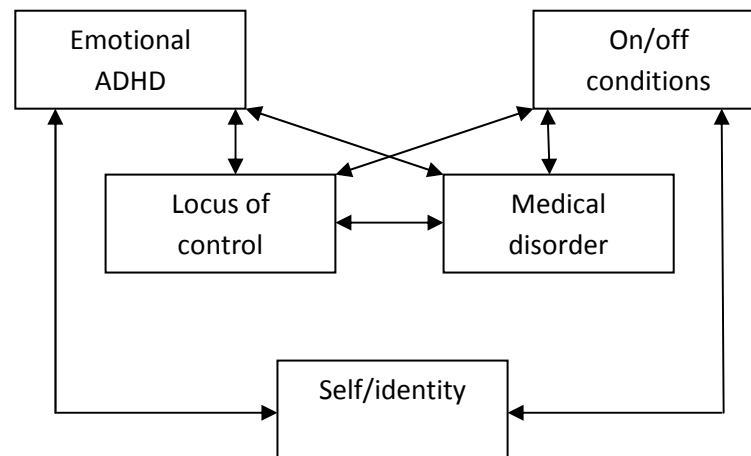 Emotional
ADHD
On/off
conditions
Locus of
control
Medical
disorder
Self/identity